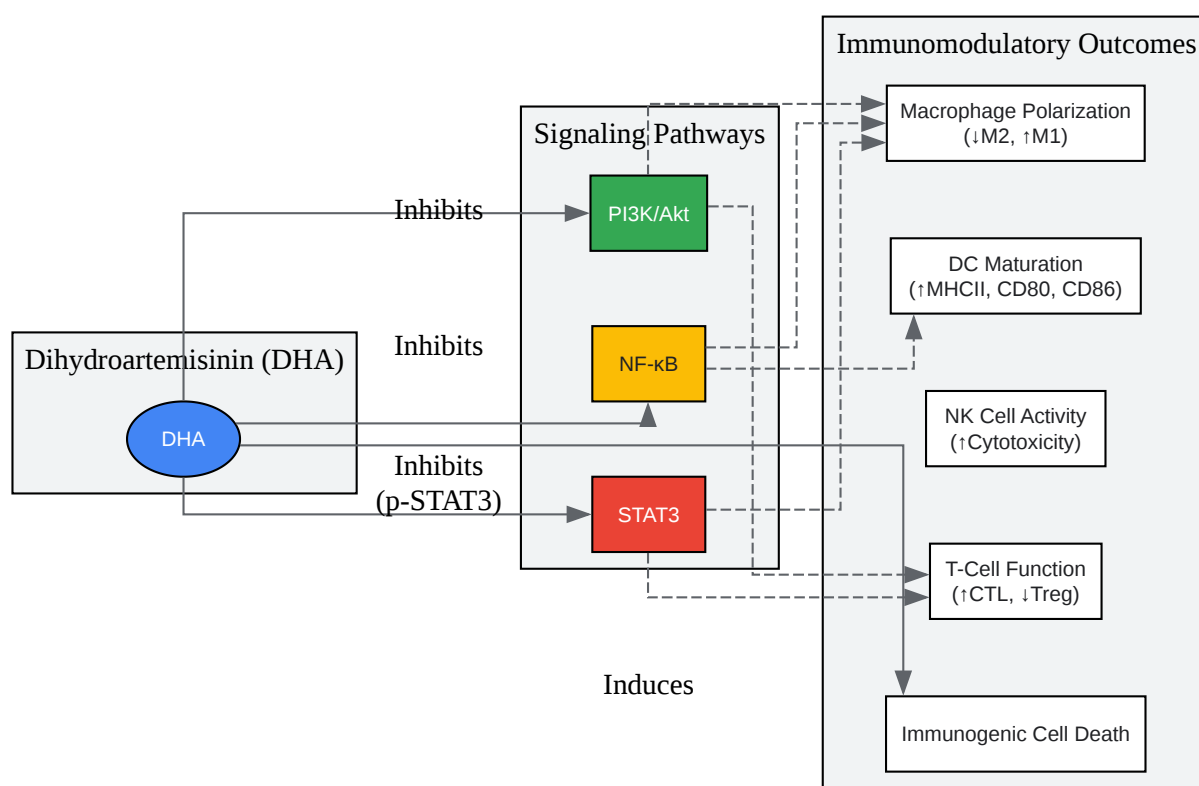 Immunomodulatory Outcomes
Macrophage Polarization
(↓M2, ↑M1)
Signaling Pathways
PI3K/Akt
Inhibits
DC Maturation
(↑MHCII, CD80, CD86)
Inhibits
Dihydroartemisinin (DHA)
NF-κB
NK Cell Activity
(↑Cytotoxicity)
DHA
Inhibits
(p-STAT3)
STAT3
T-Cell Function
(↑CTL, ↓Treg)
Induces
Immunogenic Cell Death